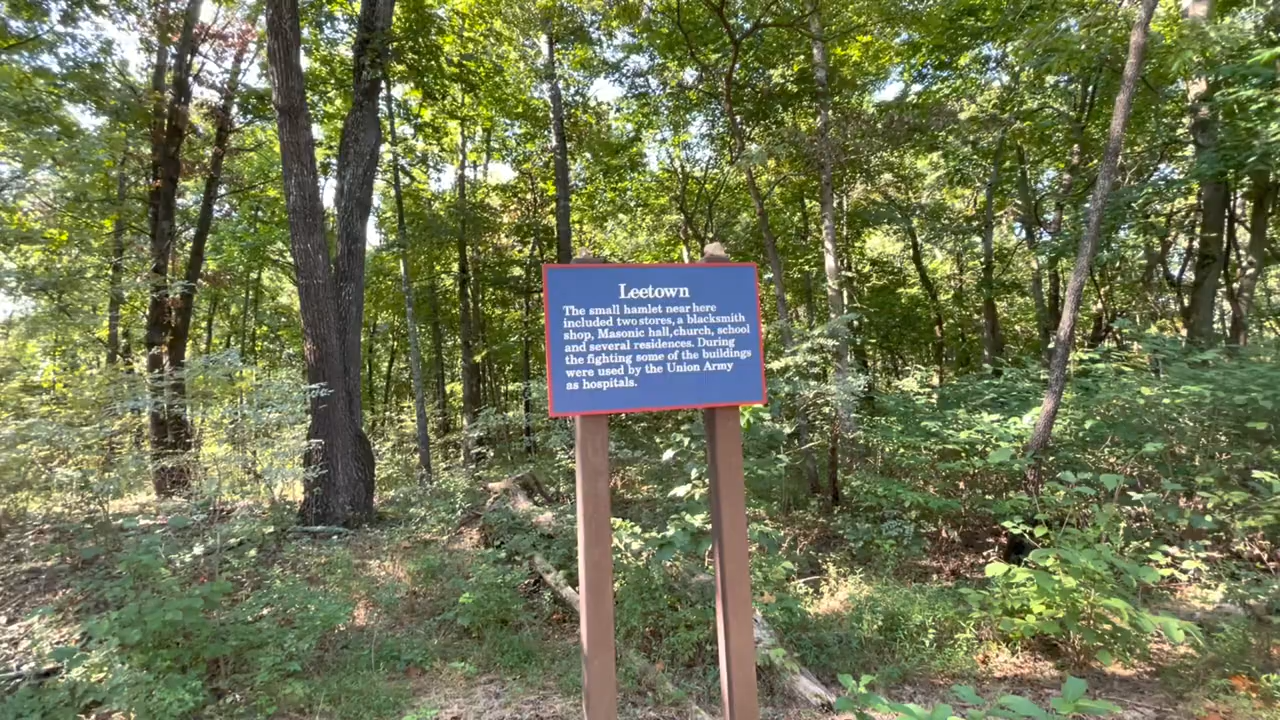 Leetown
The small hamlet near here
included two stores, a blacksmith
shop, Masonic hall, church, school
and several residences. During
the fighting some of the buildings
were used by the Union Army
as hospitals.